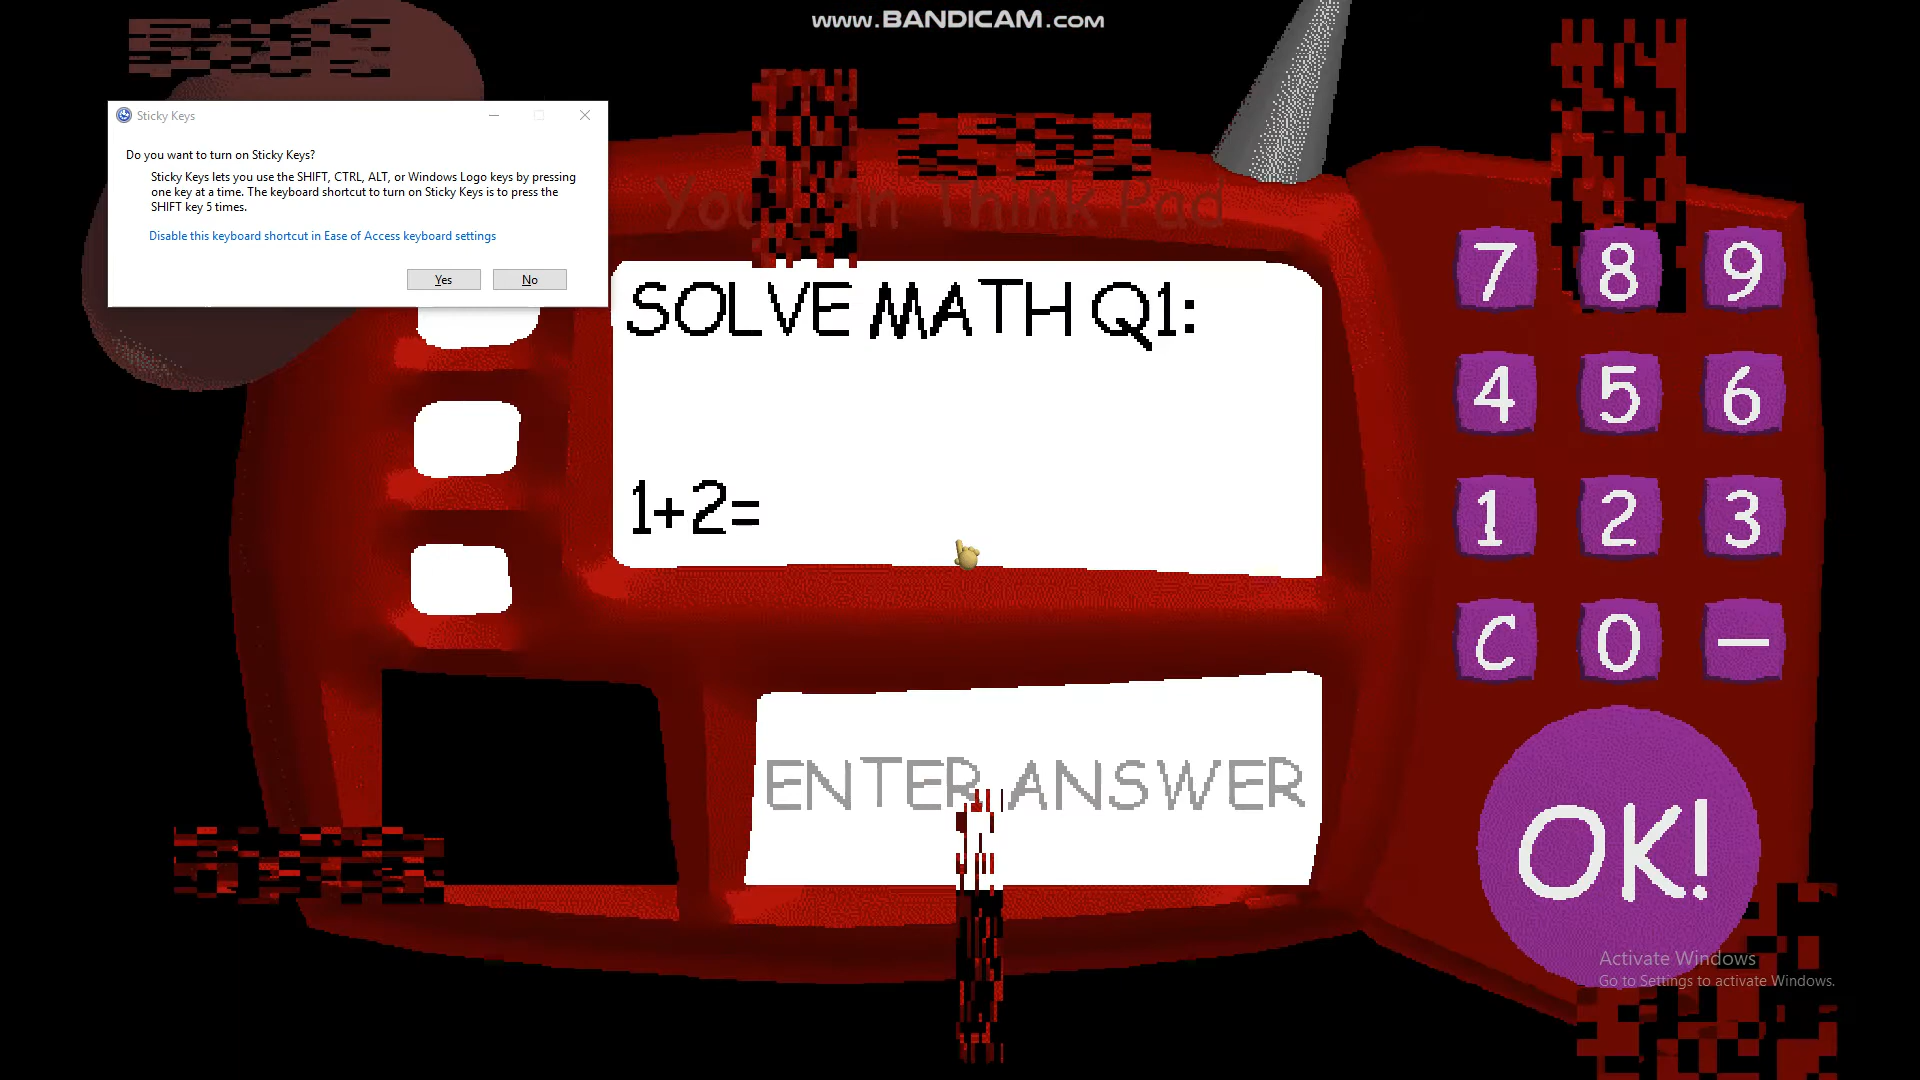 www.BANDICAM.com
Sticky Keys
Do you want to turn on Sticky Keys?
Sticky Keys lets you use the SHIFT, CTRL, ALT, or Windows Logo keys by pressing
one key at a time. The keyboard shortcut to turn on Sticky Keys is to press the
SHIFT key 5 times.
Disable this keyboard shortcut in Ease of Access keyboard settings
Yes No
Think Pad
SOLVE MATH Q1:
1+2=
7 8 9
4 5 6
1 2 3
C 0 —
ENTER ANSWER
OK!
Activate Windows
Go to Settings to activate Windows.